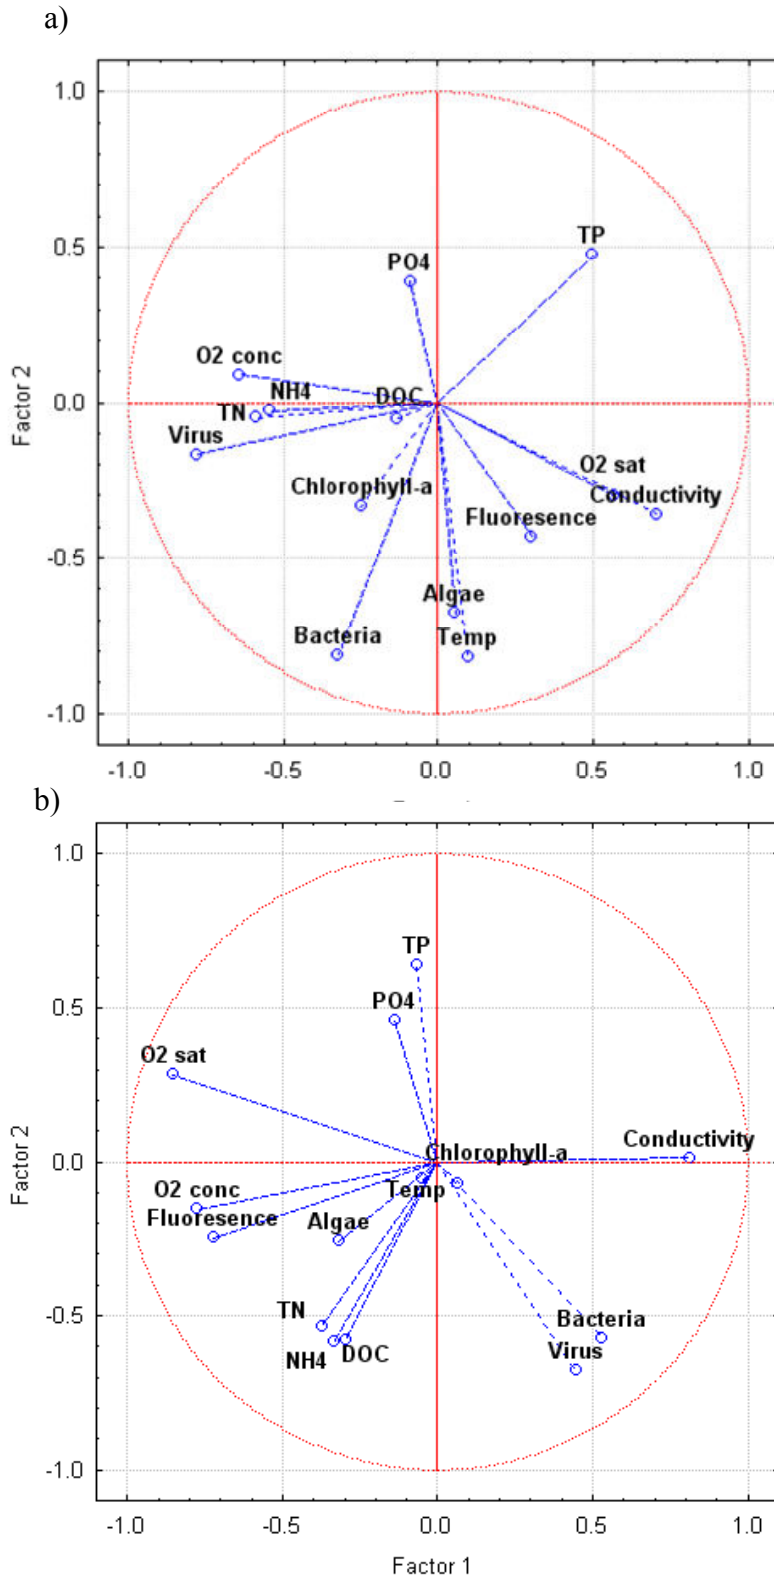 a)
1.0
0.5
TP
PO4
O2 conc
NH4
DOC
0.0
TN
Virus
O2 sat
Chlorophyll-a
Conductivity
Fluoresence
-0.5
Algae
Bacteria
Temp
-1.0
Factor 2
-1.0 -0.5 0.0 0.5 1.0
b)
1.0
TP
0.5
PO4
O2 sat
Conductivity
Chlorophyll-a
0.0
O2 conc
Temp
Fluoresence
Algae
-0.5
TN
Bacteria
NH4
DOC
Virus
-1.0
Factor 2
-1.0 -0.5 0.0 0.5 1.0
Factor 1